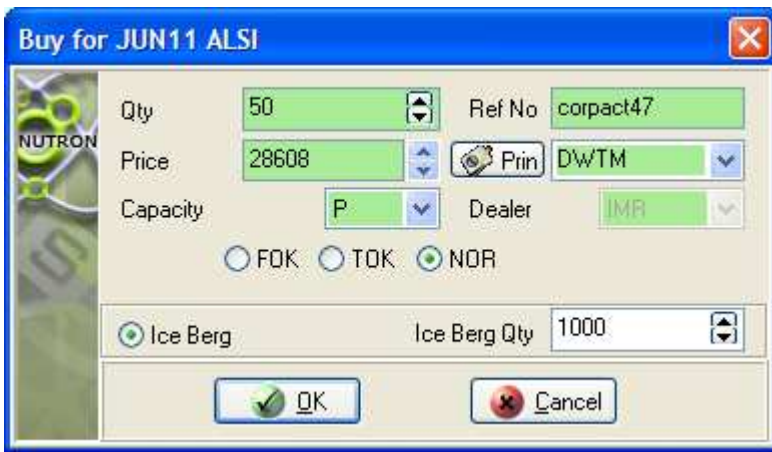 Buy for JUN11 ALSI
NUTRON
Qty 50 Ref No corpact47
Price 28608 Prin DWTM
Capacity P Dealer IMR
FOK TOK NOR
Ice Berg Ice Berg Qty 1000
OK Cancel